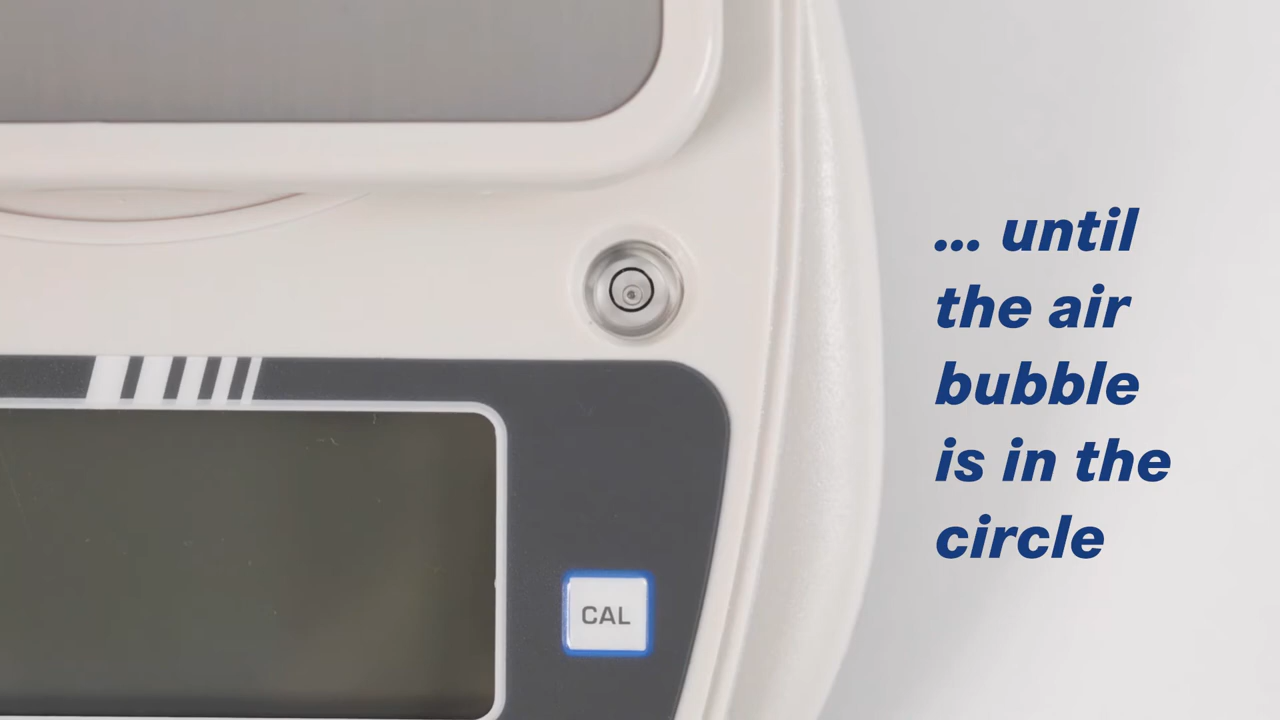 ... until
the air
bubble
is in the
circle
CAL